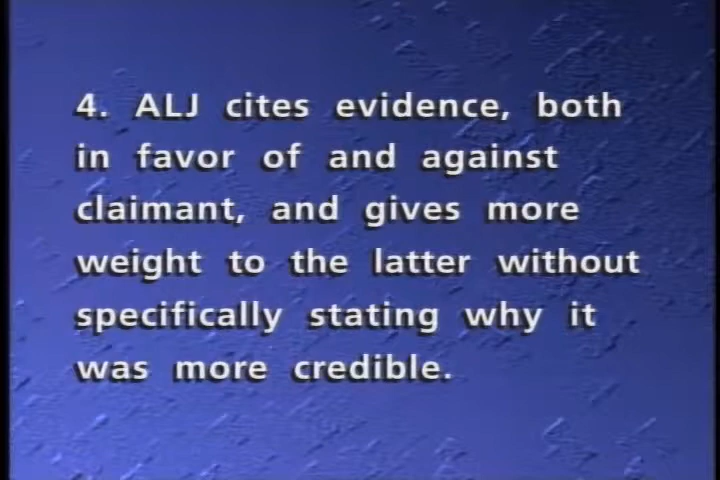 4. ALJ cites evidence, both
in favor of and against
claimant, and gives more
weight to the latter without
specifically stating why it
was more credible.